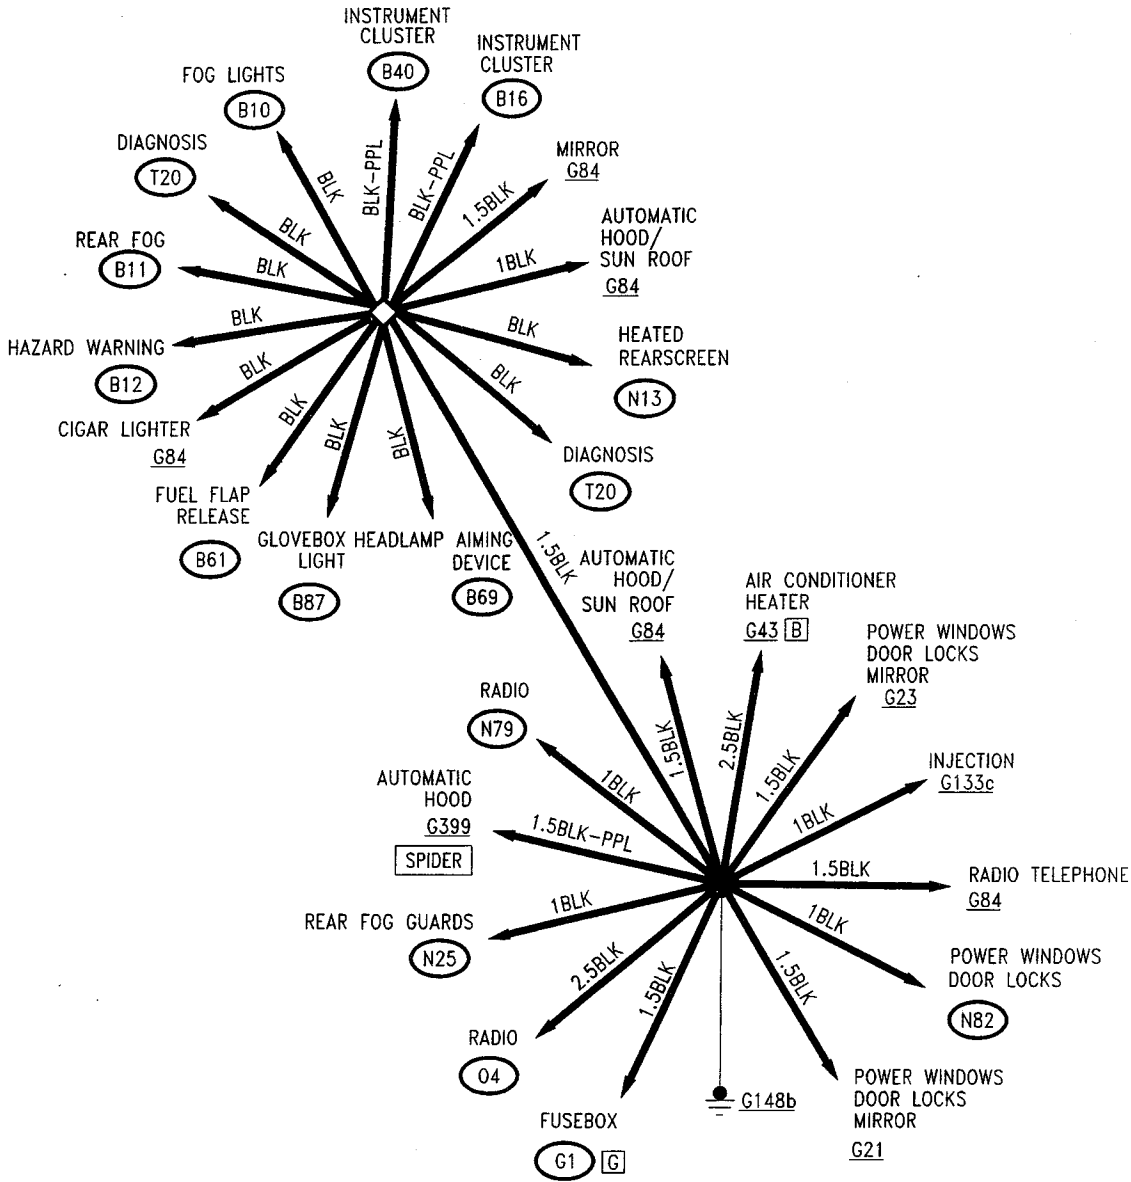 INSTRUMENT
CLUSTER
B40
INSTRUMENT
CLUSTER
B16
FOG LIGHTS
B10
DIAGNOSIS
T20
MIRROR
G84
REAR FOG
B11
AUTOMATIC
HOOD/
SUN ROOF
G84
HAZARD WARNING
B12
HEATED
REARSCREEN
N13
CIGAR LIGHTER
G84
DIAGNOSIS
T20
FUEL FLAP
RELEASE
B61
GLOVEBOX
LIGHT
B87
HEADLAMP AIMING
DEVICE
B69
BLK
BLK-PPL
BLK-PPL
1.5BLK
1BLK
BLK
BLK
BLK
BLK
BLK
BLK
BLK
BLK
BLK
1.5BLK
AUTOMATIC
HOOD/
SUN ROOF
G84
AIR CONDITIONER
HEATER
G43 B
POWER WINDOWS
DOOR LOCKS
MIRROR
G23
RADIO
N79
INJECTION
G133c
AUTOMATIC
HOOD
G399
SPIDER
RADIO TELEPHONE
G84
REAR FOG GUARDS
N25
POWER WINDOWS
DOOR LOCKS
N82
RADIO
O4
FUSEBOX
G1 G
G148b
POWER WINDOWS
DOOR LOCKS
MIRROR
G21
1.5BLK
2.5BLK
1.5BLK
1BLK
1BLK
1.5BLK-PPL
1.5BLK
1BLK
1BLK
2.5BLK
1.5BLK
1.5BLK